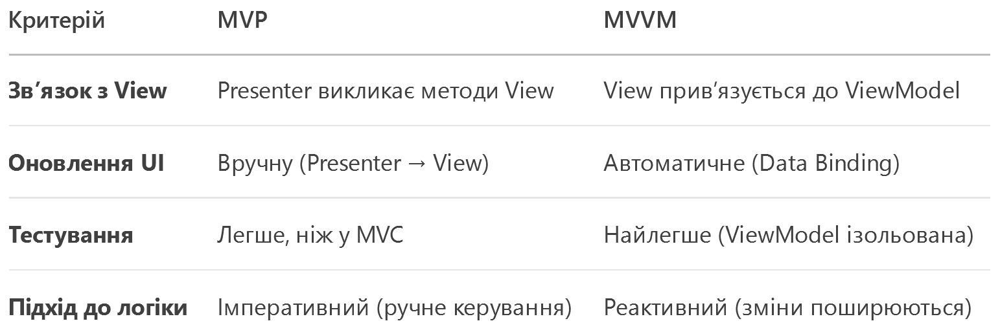 Критерій MVP MVVM
Зв’язок з View Presenter викликає методи View View прив’язується до ViewModel
Оновлення UI Вручну (Presenter → View) Автоматичне (Data Binding)
Тестування Легше, ніж у MVC Найлегше (ViewModel ізольована)
Підхід до логіки Імперативний (ручне керування) Реактивний (зміни поширюються)